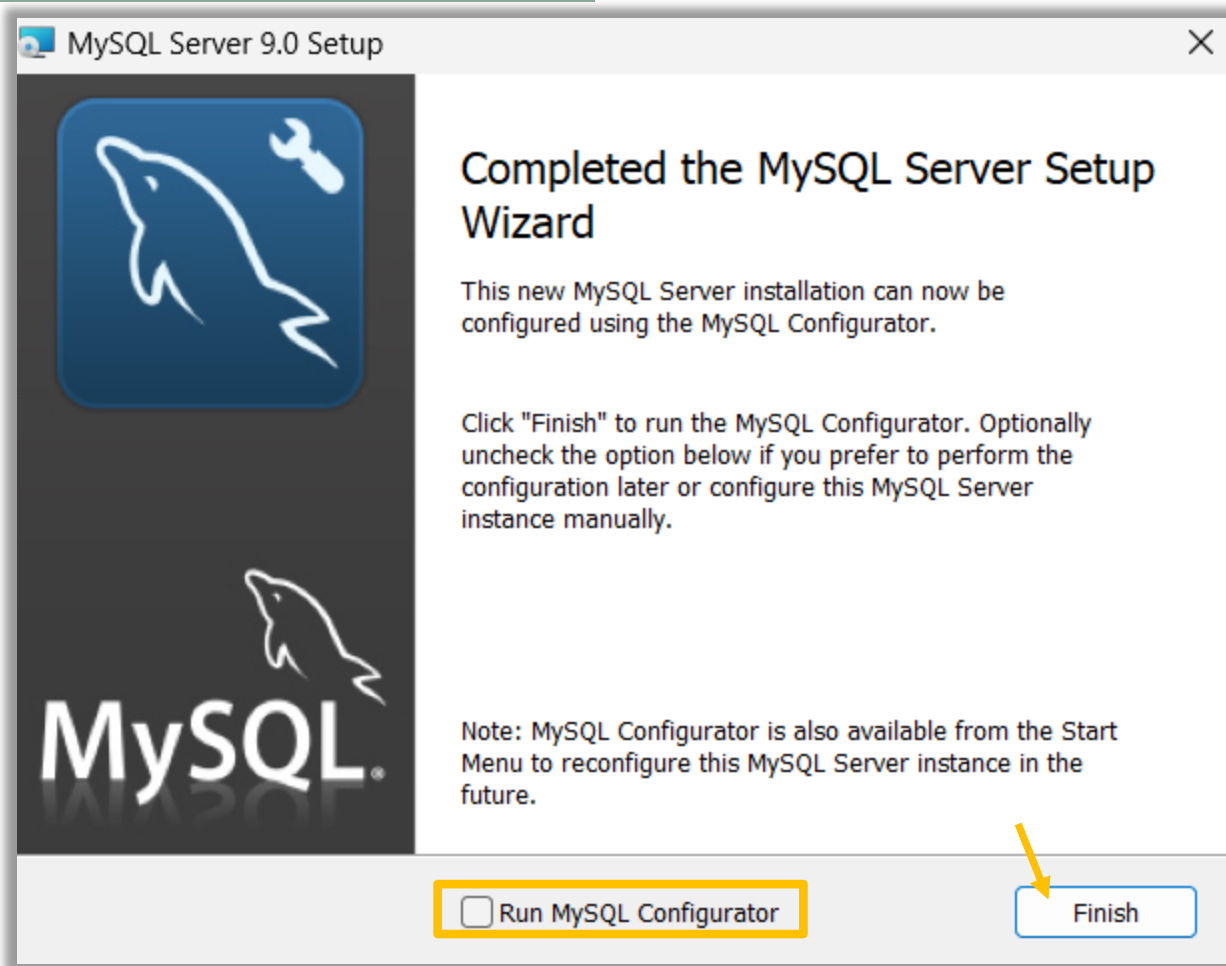 MySQL Server 9.0 Setup
Completed the MySQL Server Setup
Wizard
This new MySQL Server installation can now be
configured using the MySQL Configurator.
Click "Finish" to run the MySQL Configurator. Optionally
uncheck the option below if you prefer to perform the
configuration later or configure this MySQL Server
instance manually.
MySQL®
Note: MySQL Configurator is also available from the Start
Menu to reconfigure this MySQL Server instance in the
future.
Run MySQL Configurator
Finish